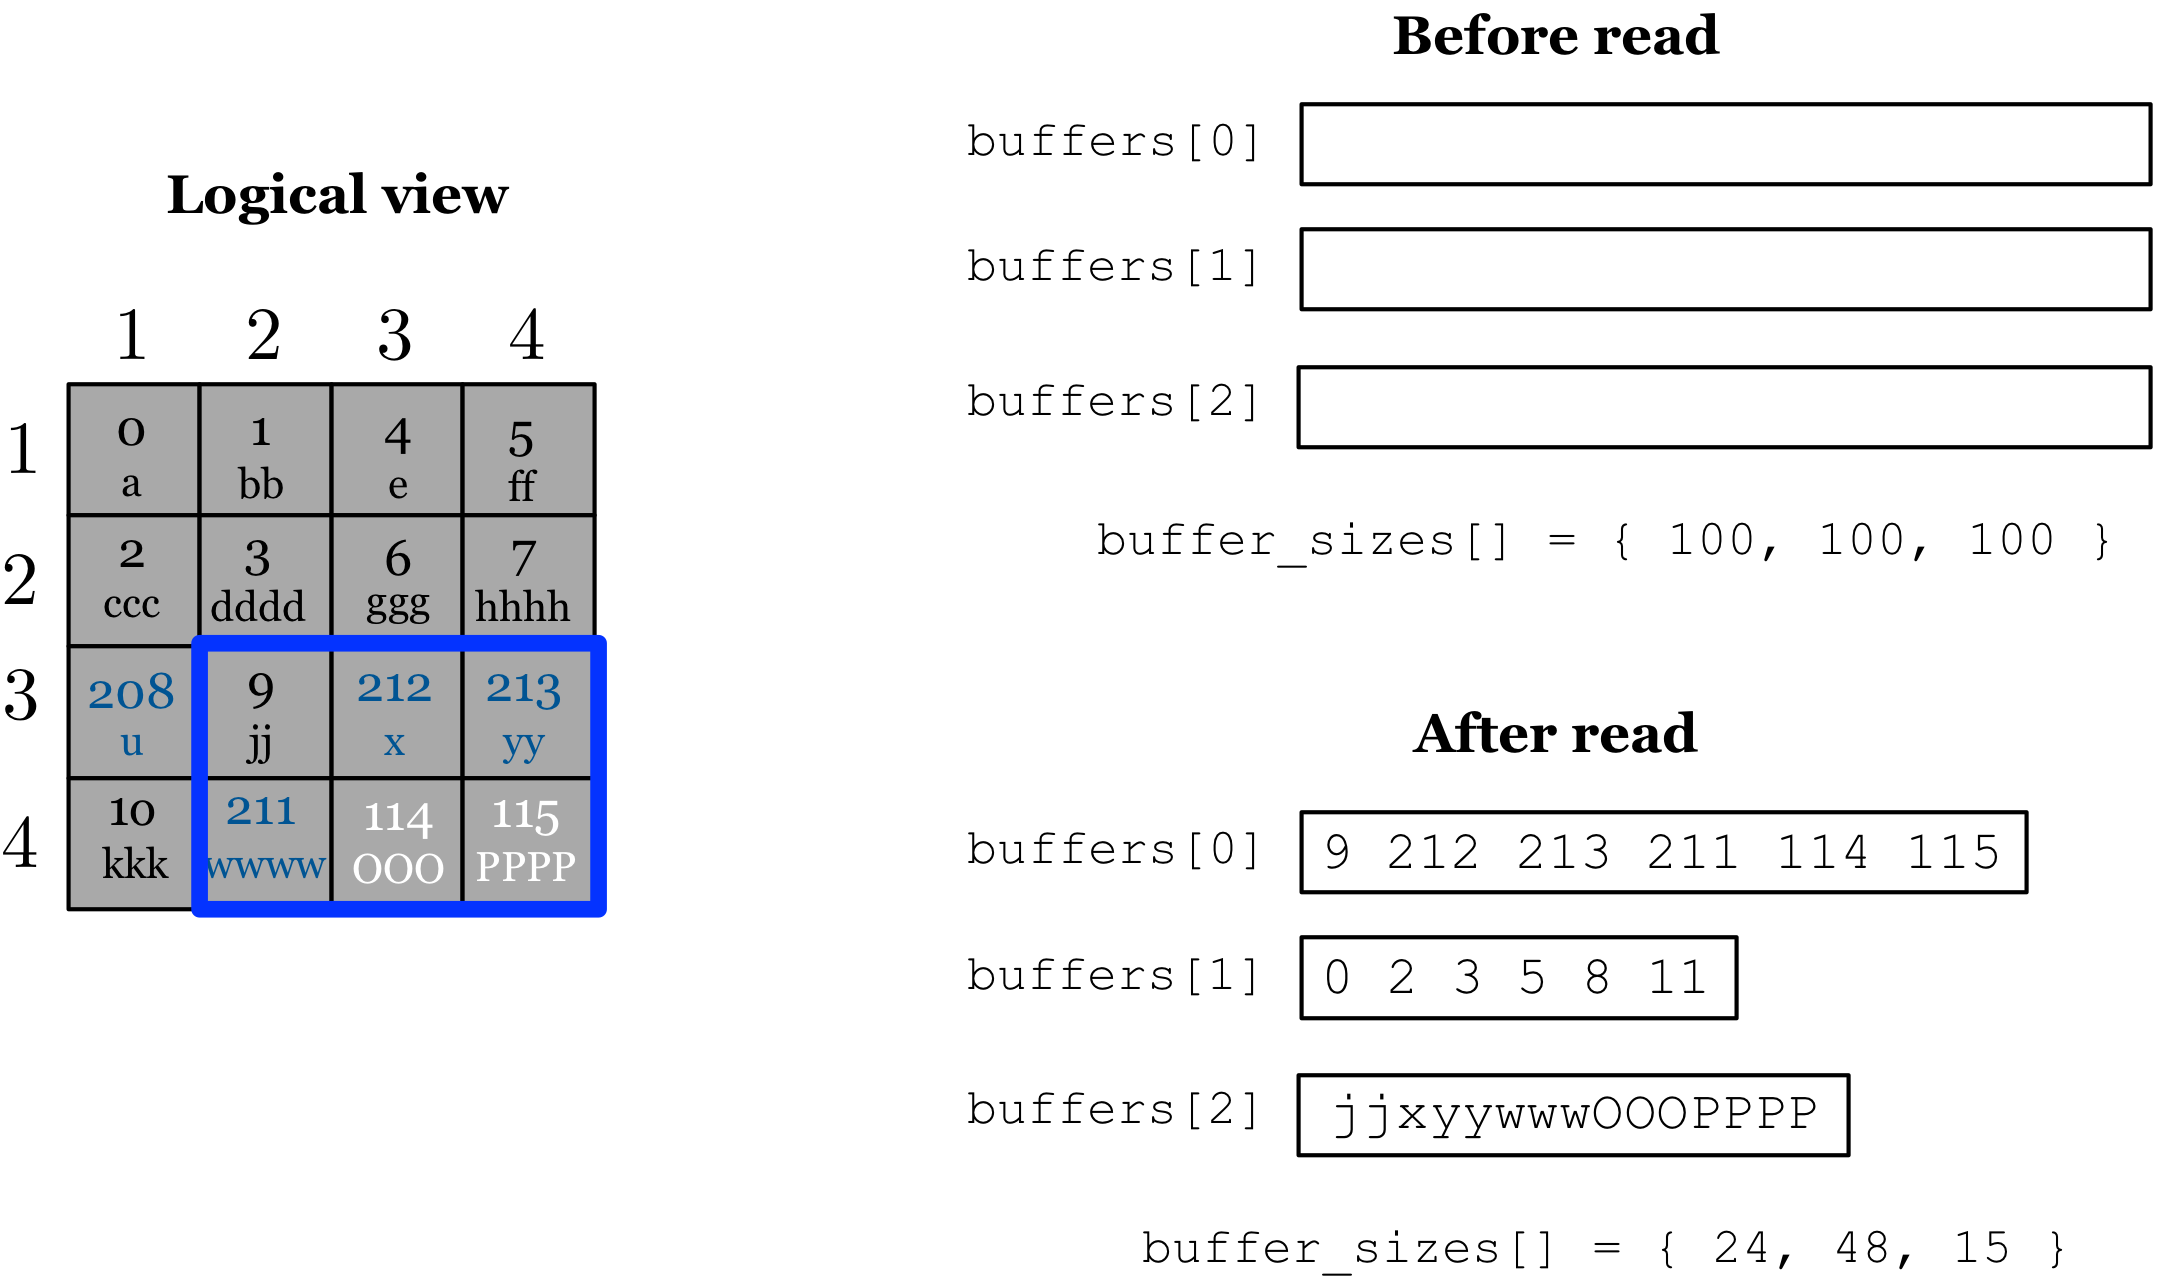 Before read
buffers[0]
buffers[1]
buffers[2]
buffer_sizes[] = { 100, 100, 100 }
Logical view
1 2 3 4
1 0 1 4 5
a bb e ff
2 2 3 6 7
ccc dddd ggg hhhh
3 208 9 212 213
u jj x yy
4 10 211 114 115
kkk wwww OOO PPPP
After read
buffers[0] 9 212 213 211 114 115
buffers[1] 0 2 3 5 8 11
buffers[2] jjxyywwwOOOPPPP
buffer_sizes[] = { 24, 48, 15 }